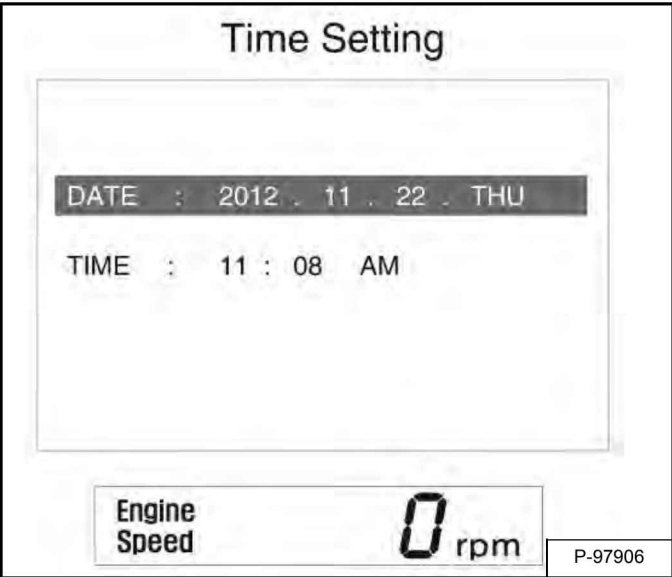 Time Setting
DATE : 2012 . 11 . 22 . THU
TIME : 11 : 08 AM
Engine
Speed
0 rpm
P-97906